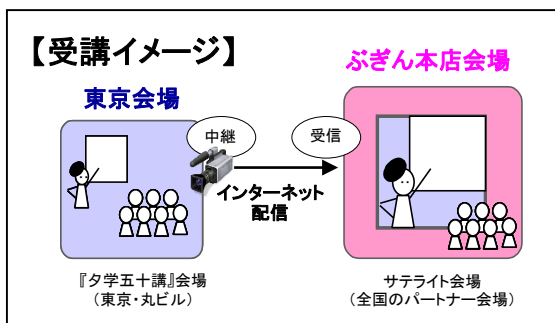 【受講イメージ】
東京会場
ぶぎん本店会場
中継
受信
インターネット
配信
『夕学五十講』会場
（東京・丸ビル）
サテライト会場
（全国のパートナー会場）